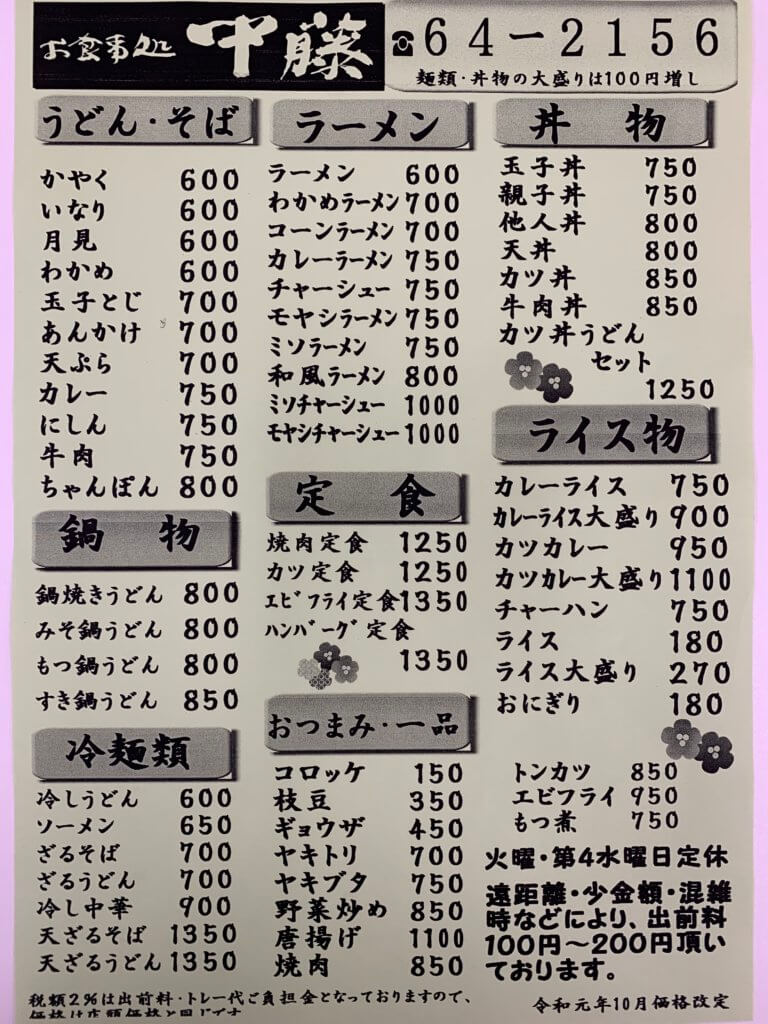 お食事処 中藤
☎64-2156
麺類・丼物の大盛りは100円増し
うどん・そば
かやく 600
いなり 600
月見 600
わかめ 600
玉子とじ 700
あんかけ 700
天ぷら 700
カレー 750
にしん 750
牛肉 750
ちゃんぽん 800
鍋物
鍋焼きうどん 800
みそ鍋うどん 800
もつ鍋うどん 800
すき鍋うどん 850
冷麺類
冷しうどん 600
ソーメン 650
ざるそば 700
ざるうどん 700
冷し中華 900
天ざるそば 1350
天ざるうどん 1350
ラーメン
ラーメン 600
わかめラーメン 700
コーンラーメン 700
カレーラーメン 750
チャーシュー 750
モヤシラーメン 750
ミソラーメン 750
和風ラーメン 800
ミソチャーシュー 1000
モヤシチャーシュー 1000
定食
焼肉定食 1250
カツ定食 1250
エビフライ定食 1350
ハンバーグ定食
1350
おつまみ・一品
コロッケ 150
枝豆 350
ギョウザ 450
ヤキトリ 700
ヤキブタ 750
野菜炒め 850
唐揚げ 1100
焼肉 850
丼物
玉子丼 750
親子丼 750
他人丼 800
天丼 800
カツ丼 850
牛肉丼 850
カツ丼うどん
セット
1250
ライス物
カレーライス 750
カレーライス大盛り 900
カツカレー 950
カツカレー大盛り 1100
チャーハン 750
ライス 180
ライス大盛り 270
おにぎり 180
トンカツ 850
エビフライ 950
もつ煮 750
火曜・第4水曜日定休
遠距離・少金額・混雑
時などにより、出前料
100円～200円頂い
ております。
税額2%は出前料・トレー代ご負担金となっておりますので、
価格は店頭価格と同じです
令和元年10月価格改定